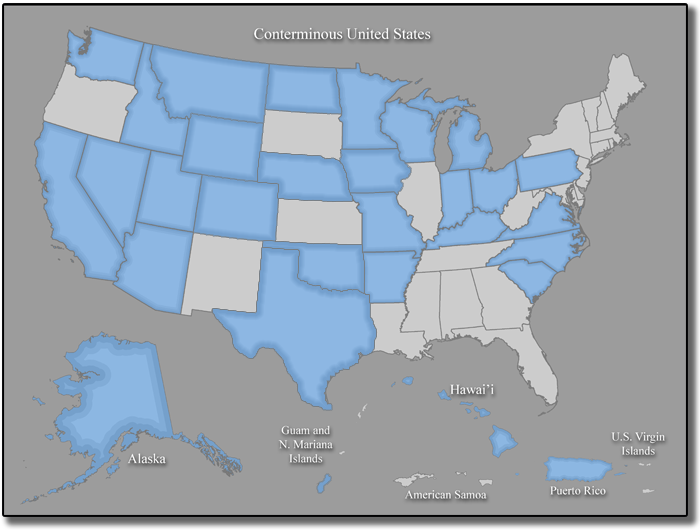 Conterminous United States
Hawai'i
Guam and
N. Mariana
Islands
U.S. Virgin
Islands
Alaska
American Samoa
Puerto Rico